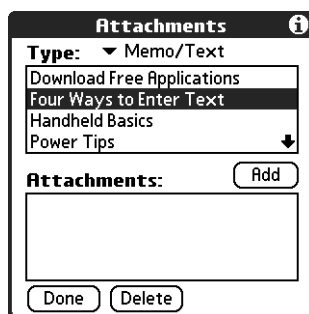 Attachments
Type: Memo/Text
Download Free Applications
Four Ways to Enter Text
Handheld Basics
Power Tips
Attachments:
Add
Done
Delete